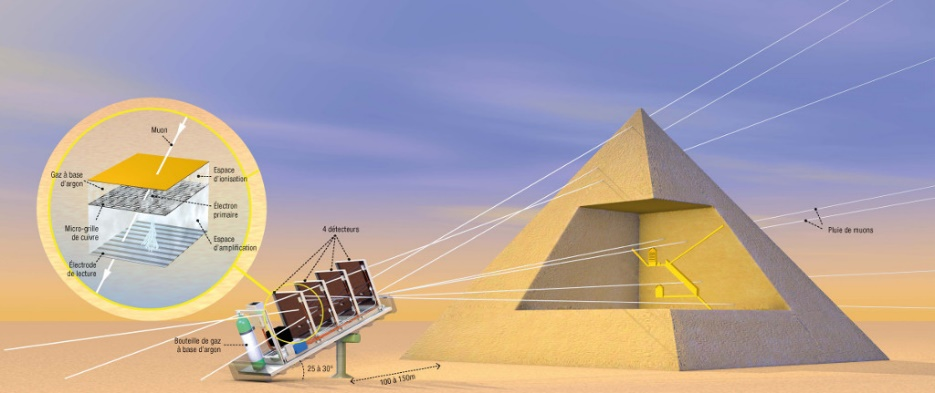 Muon
Gaz à base
d'argon
Espace
d'ionisation
Électron
primaire
Micro-grille
de cuivre
Espace
d'amplification
Électrode
de lecture
4 détecteurs
Pluie de muons
Bouteille de gaz
à base d'argon
25 à 30°
100 à 150m